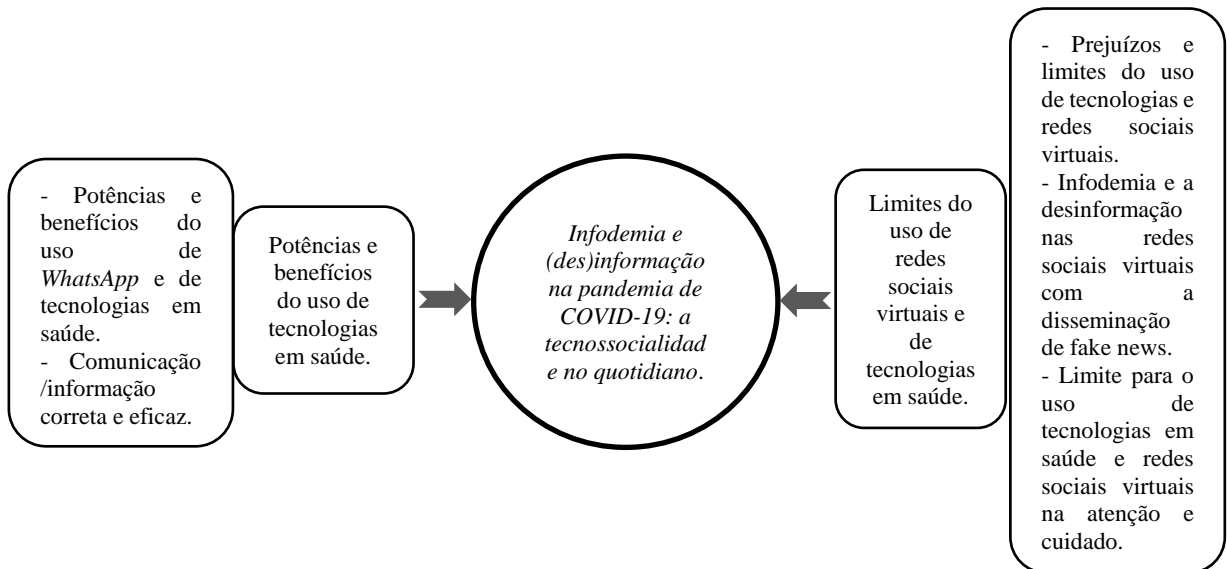 - Potências e
benefícios do
uso de
WhatsApp e de
tecnologias em
saúde.
- Comunicação
/informação
correta e eficaz.
Potências e
benefícios
do uso de
tecnologias
em saúde.
Infodemia e
(des)informação
na pandemia de
COVID-19: a
tecnossocialidad
e no quotidiano.
Limites do
uso de
redes
sociais
virtuais e
de
tecnologias
em saúde.
- Prejuízos e
limites do uso
de tecnologias e
redes sociais
virtuais.
- Infodemia e a
desinformação
nas redes
sociais virtuais
com a
disseminação
de fake news.
- Limite para o
uso de
tecnologias em
saúde e redes
sociais virtuais
na atenção e
cuidado.